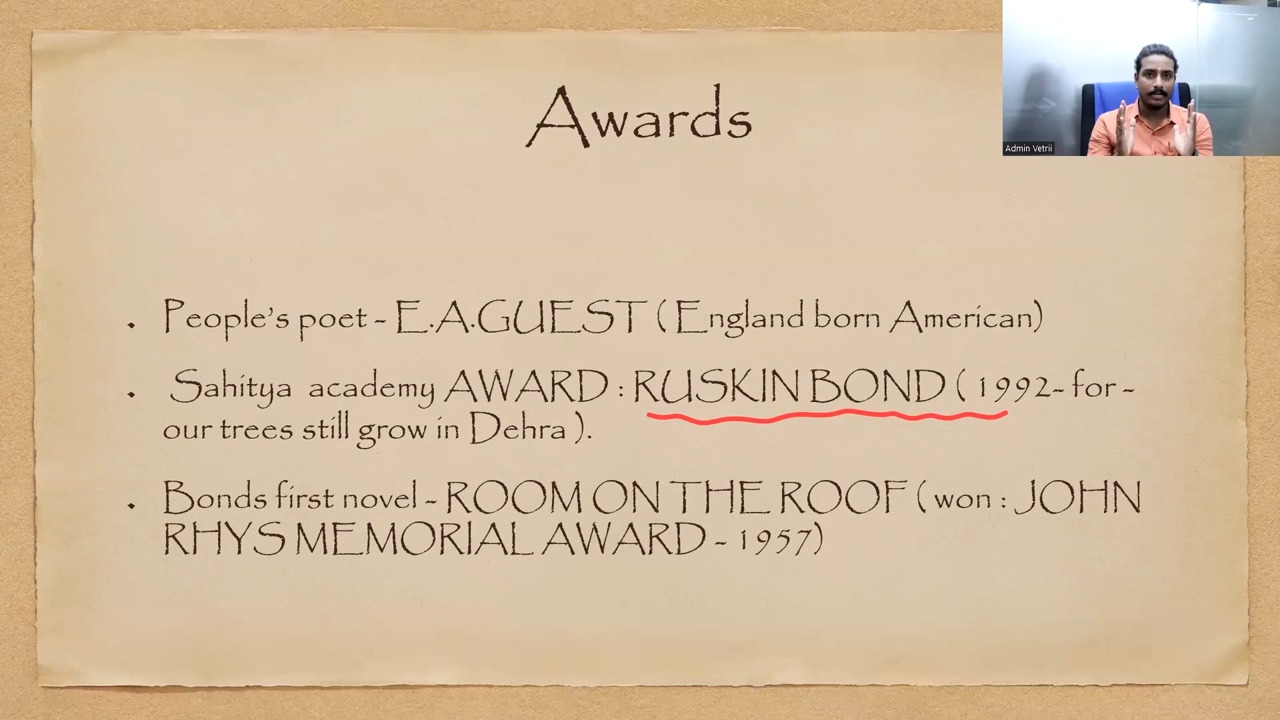 Awards
Admin Vetrii
. People's poet - E.A.GUEST ( England born American)
. Sahitya academy AWARD : RUSKIN BOND ( 1992- for -
our trees still grow in Dehra ).
. Bonds first novel - ROOM ON THE ROOF ( won : JOHN
RHYS MEMORIAL AWARD - 1957)